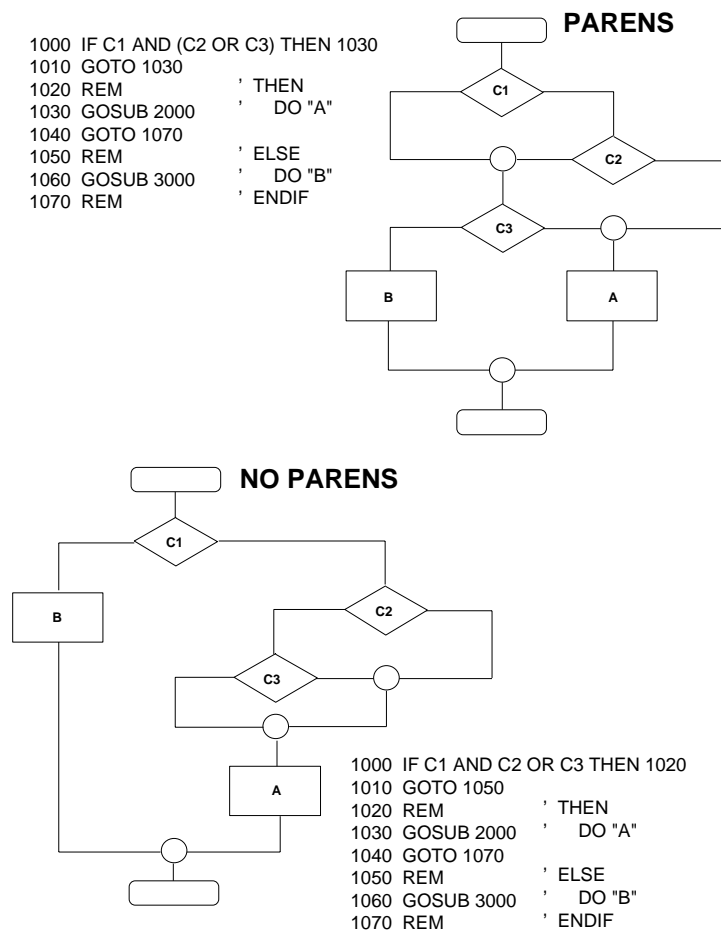 PARENS
1000 IF C1 AND (C2 OR C3) THEN 1030
1010 GOTO 1030
1020 REM ' THEN
1030 GOSUB 2000 ' DO "A"
1040 GOTO 1070
1050 REM ' ELSE
1060 GOSUB 3000 ' DO "B"
1070 REM ' ENDIF
C1
C2
C3
B
A
NO PARENS
C1
B
C2
C3
A
1000 IF C1 AND C2 OR C3 THEN 1020
1010 GOTO 1050
1020 REM ' THEN
1030 GOSUB 2000 ' DO "A"
1040 GOTO 1070
1050 REM ' ELSE
1060 GOSUB 3000 ' DO "B"
1070 REM ' ENDIF